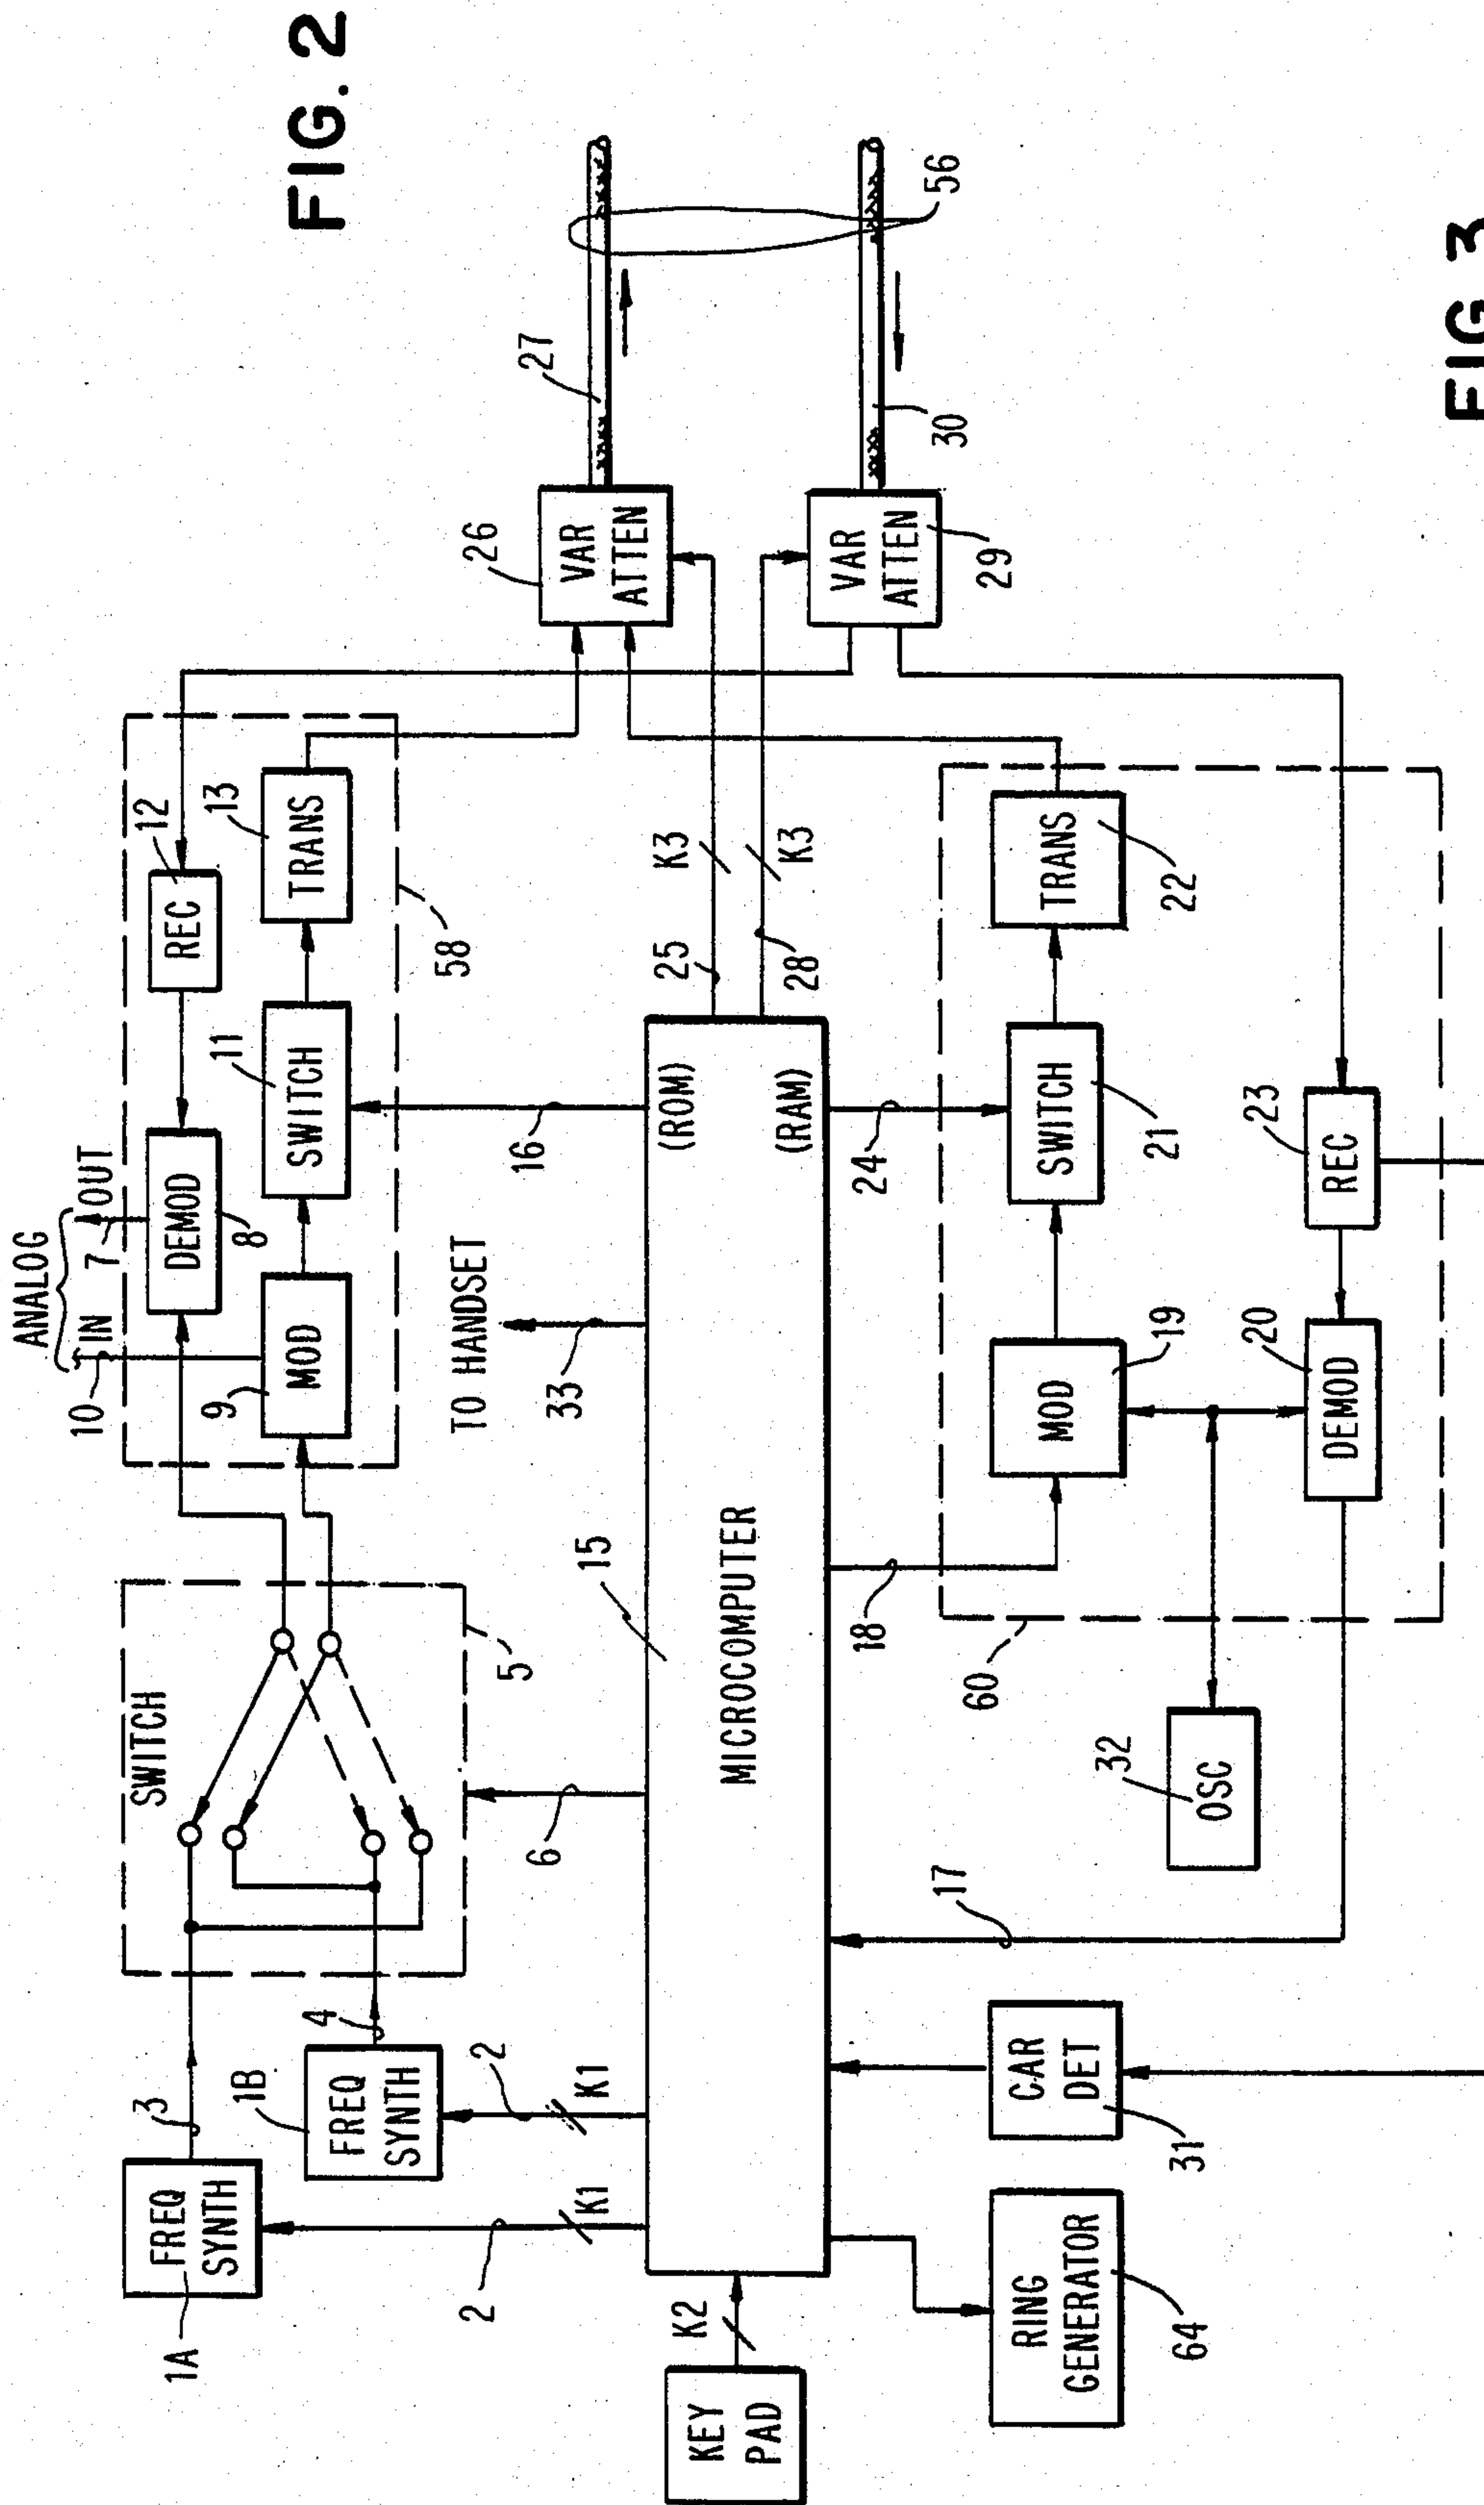 FIG. 2
ANALOG
IN
OUT
10
7
1A
FREQ
SYNTH
3
1B
FREQ
SYNTH
4
SWITCH
5
9
MOD
DEMOD
8
11
SWITCH
12
REC
13
TRANS
58
26
VAR
ATTEN
27
56
2
K1
2
K1
6
15
TO HANDSET
33
16
25
K3
28
K3
KEY
PAD
K2
MICROCOMPUTER
(ROM)
(RAM)
VAR
ATTEN
29
30
RING
GENERATOR
64
CAR
DET
31
17
32
OSC
60
18
MOD
19
24
SWITCH
21
TRANS
22
20
DEMOD
23
REC
FIG 3